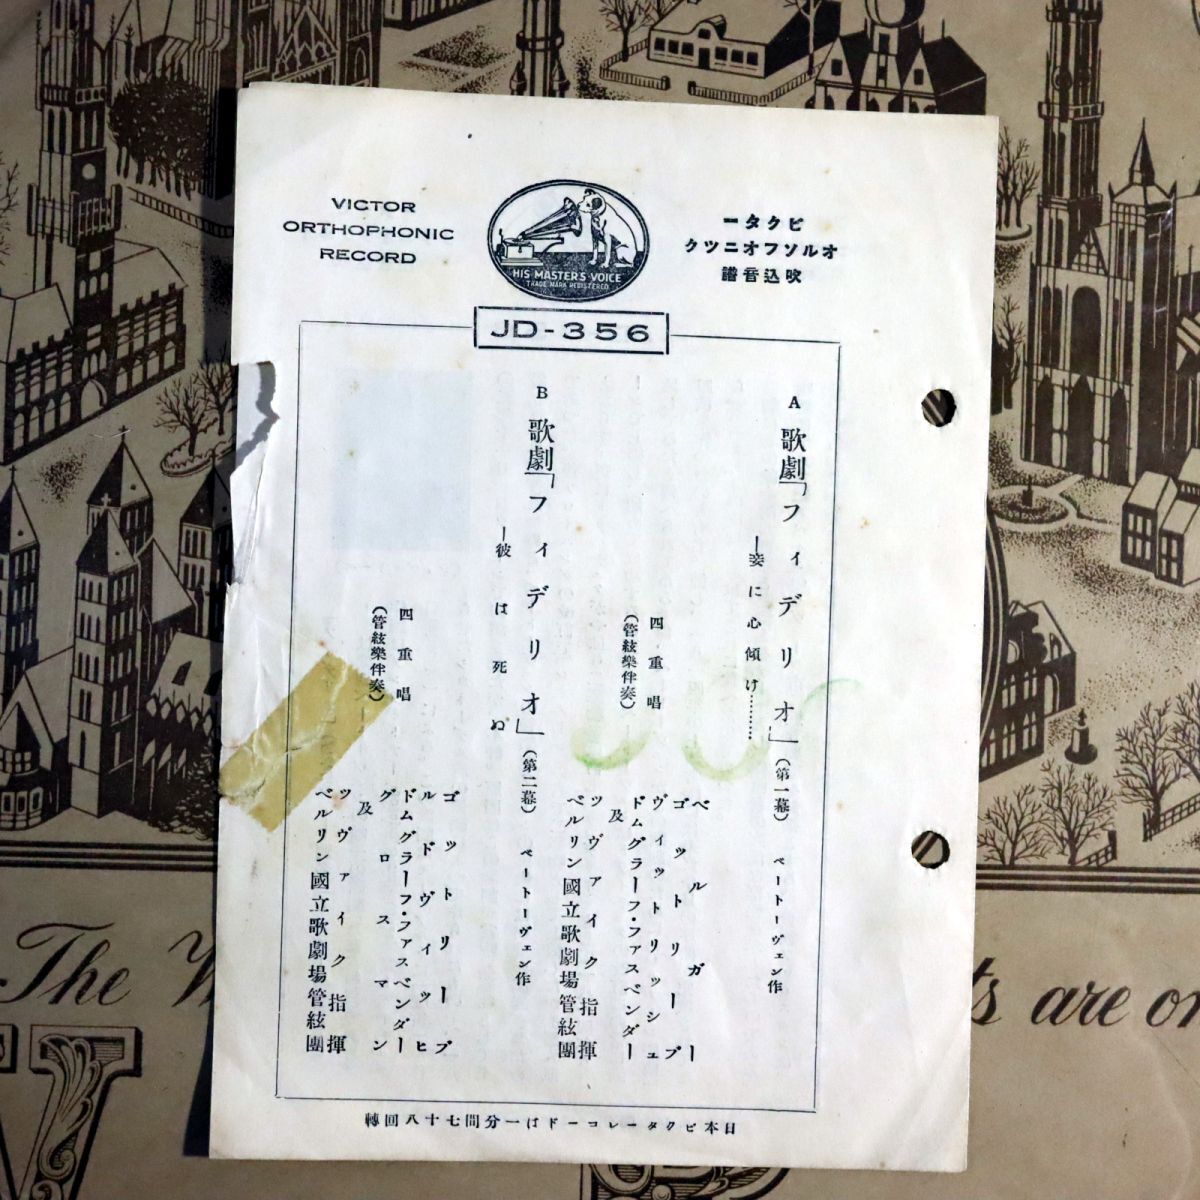 VICTOR
ORTHOPHONIC
RECORD
HIS MASTER'S VOICE
TRADE MARK REGISTERED
ータクビ
クツニオフソルオ
譜音込吹
JD-356
A 歌劇「フィデリオ」(第一幕) ベートーヴェン作
―妾に心傾け…………
四重唱
(管絃樂伴奏)
ベルガー
ゴットリープ
ヴィットリッシュ
ドムグラーフ・ファスベンダー
及
ツヴァイク指揮
ベルリン國立歌劇場管絃團
B 歌劇「フィデリオ」(第二幕) ベートーヴェン作
―彼は死ぬ
四重唱
(管絃樂伴奏)
ゴットリープ
ルドヴィッヒ
ドムグラーフ・ファスベンダー
グロスマン
及
ツヴァイク指揮
ベルリン國立歌劇場管絃團
轉回八十七間分一はドーコレータクビ本日
The
are on